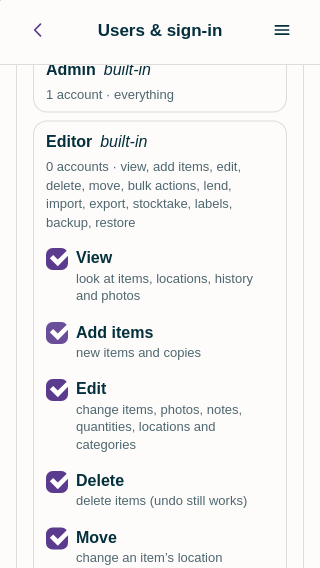 Users & sign-in
Admin built-in
1 account · everything
Editor built-in
0 accounts · view, add items, edit,
delete, move, bulk actions, lend,
import, export, stocktake, labels,
backup, restore
View
look at items, locations, history
and photos
Add items
new items and copies
Edit
change items, photos, notes,
quantities, locations and
categories
Delete
delete items (undo still works)
Move
change an item’s location